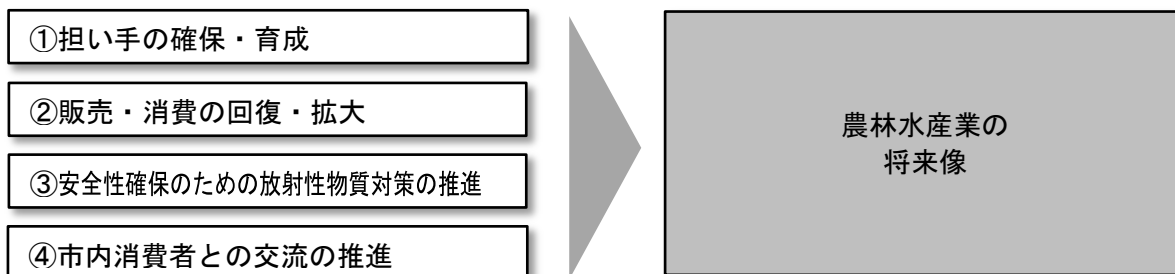 ①担い手の確保・育成
②販売・消費の回復・拡大
③安全性確保のための放射性物質対策の推進
④市内消費者との交流の推進
農林水産業の
将来像